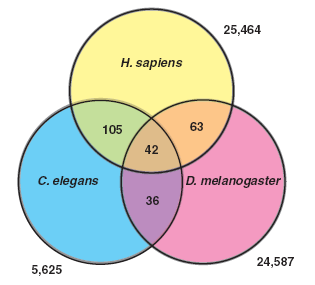 25,464
H. sapiens
105
63
42
C. elegans
D. melanogaster
36
5,625
24,587